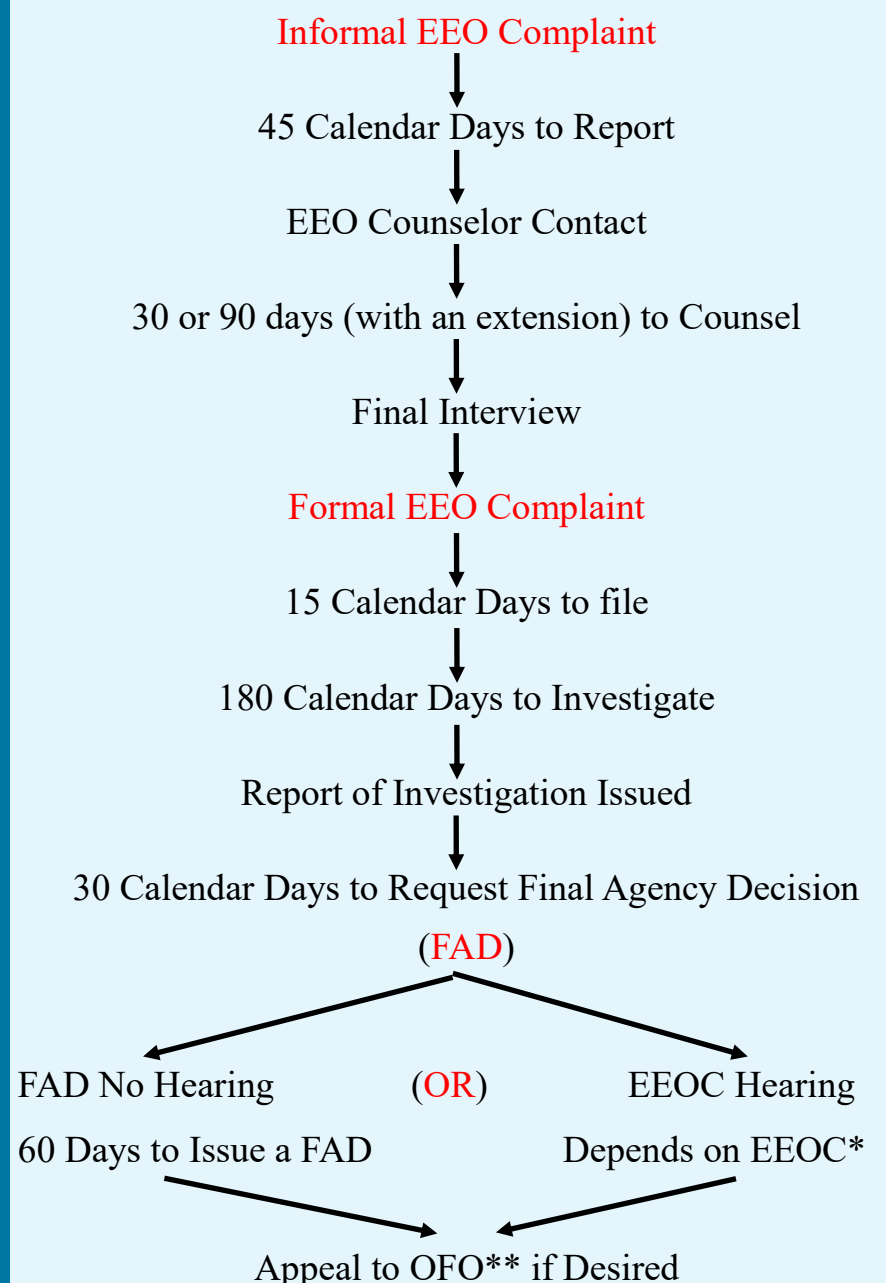 Informal EEO Complaint
45 Calendar Days to Report
EEO Counselor Contact
30 or 90 days (with an extension) to Counsel
Final Interview
Formal EEO Complaint
15 Calendar Days to file
180 Calendar Days to Investigate
Report of Investigation Issued
30 Calendar Days to Request Final Agency Decision
(FAD)
FAD No Hearing (OR) EEOC Hearing
60 Days to Issue a FAD Depends on EEOC*
Appeal to OFO** if Desired